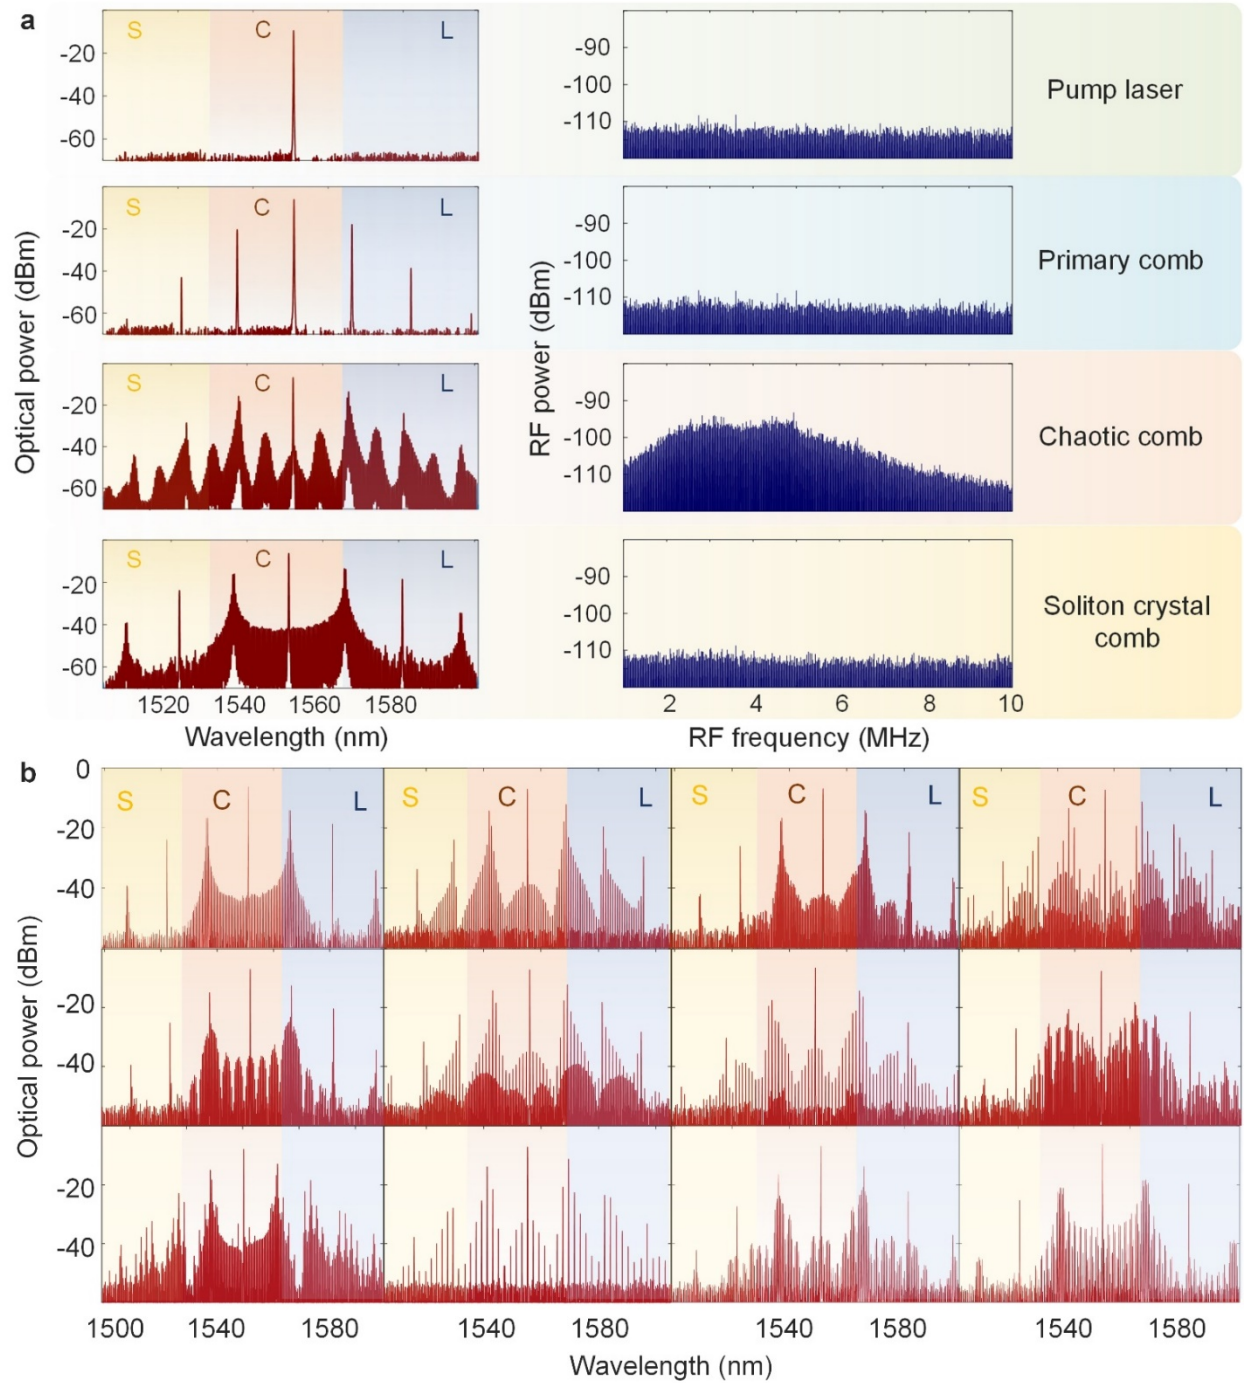 a
S C L
-20
-40
-60
-90
-100
-110
Pump laser
S C L
-20
-40
-60
-90
-100
-110
Primary comb
Optical power (dBm)
RF power (dBm)
S C L
-20
-40
-60
-90
-100
-110
Chaotic comb
S C L
-20
-40
-60
-90
-100
-110
Soliton crystal
comb
1520 1540 1560 1580
2 4 6 8 10
Wavelength (nm)
RF frequency (MHz)
b
0
-20
-40
S C L
S C L
S C L
S C L
Optical power (dBm)
-20
-40
-20
-40
1500 1540 1580
1540 1580
1540 1580
1540 1580
Wavelength (nm)